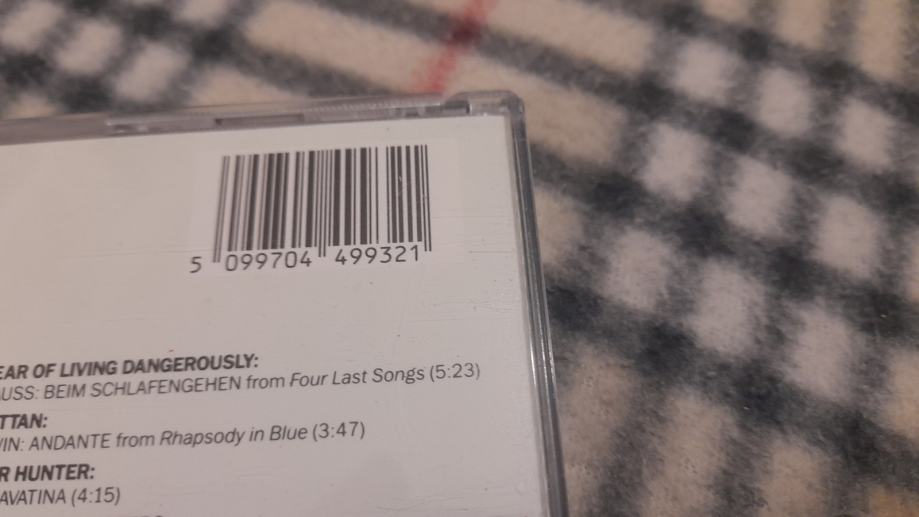 5 099704 499321
EAR OF LIVING DANGEROUSLY:
USS: BEIM SCHLAFENGEHEN from Four Last Songs (5:23)
TTAN:
IN: ANDANTE from Rhapsody in Blue (3:47)
R HUNTER:
AVATINA (4:15)